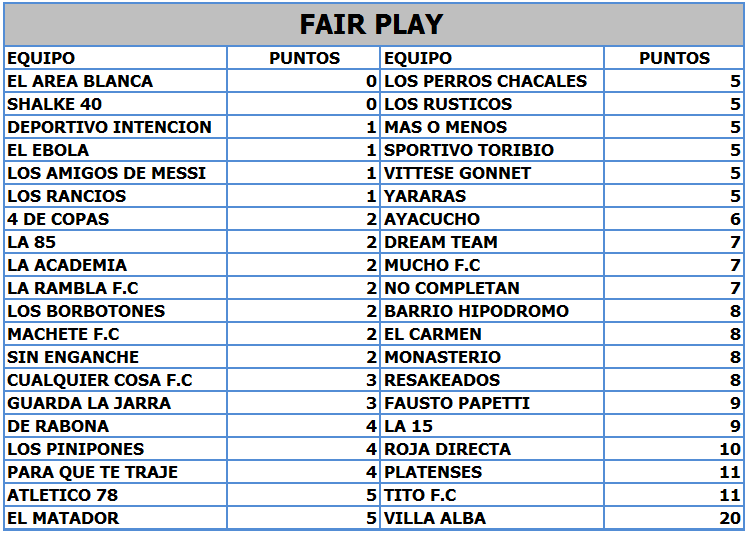 FAIR PLAY
EQUIPO PUNTOS EQUIPO PUNTOS
EL AREA BLANCA 0 LOS PERROS CHACALES 5
SHALKE 40 0 LOS RUSTICOS 5
DEPORTIVO INTENCION 1 MAS O MENOS 5
EL EBOLA 1 SPORTIVO TORIBIO 5
LOS AMIGOS DE MESSI 1 VITTESE GONNET 5
LOS RANCIOS 1 YARARAS 5
4 DE COPAS 2 AYACUCHO 6
LA 85 2 DREAM TEAM 7
LA ACADEMIA 2 MUCHO F.C 7
LA RAMBLA F.C 2 NO COMPLETAN 7
LOS BORBOTONES 2 BARRIO HIPODROMO 8
MACHETE F.C 2 EL CARMEN 8
SIN ENGANCHE 2 MONASTERIO 8
CUALQUIER COSA F.C 3 RESAKEADOS 8
GUARDA LA JARRA 3 FAUSTO PAPETTI 9
DE RABONA 4 LA 15 9
LOS PINIPONES 4 ROJA DIRECTA 10
PARA QUE TE TRAJE 4 PLATENSES 11
ATLETICO 78 5 TITO F.C 11
EL MATADOR 5 VILLA ALBA 20